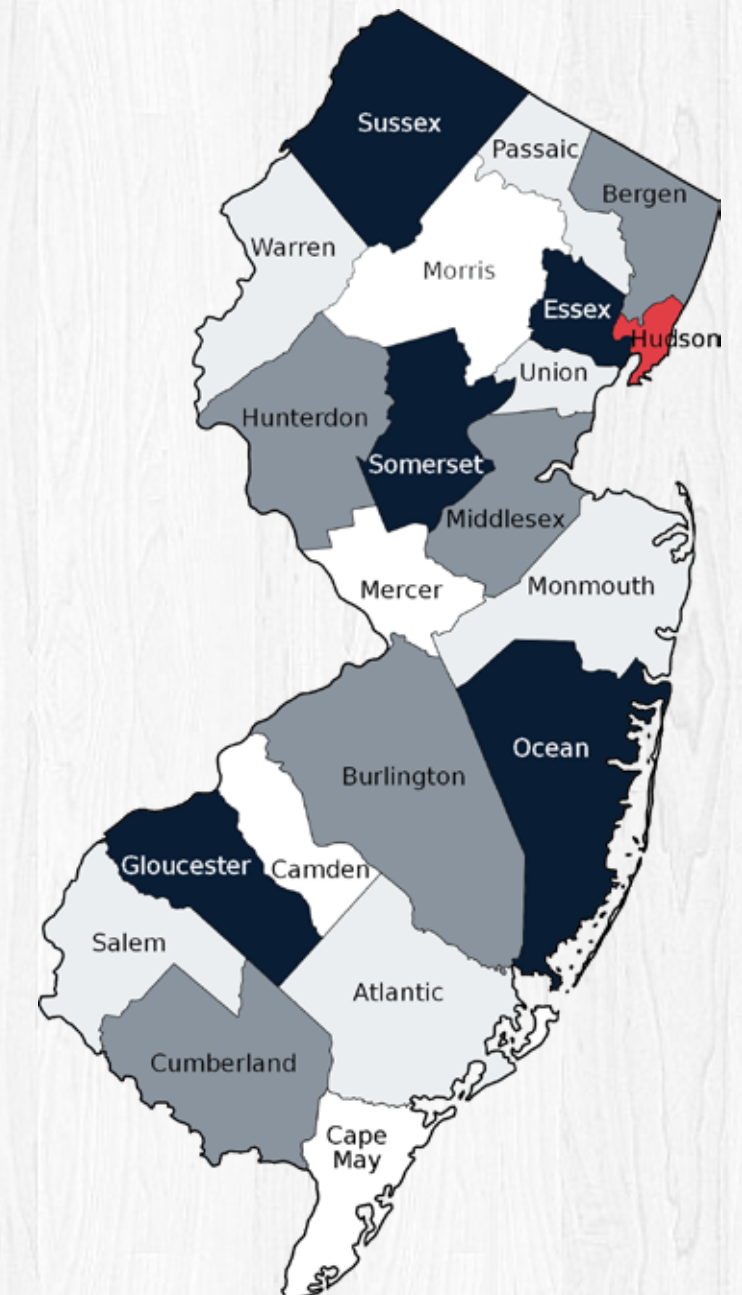 Sussex
Passaic
Bergen
Warren
Morris
Essex
Hudson
Union
Hunterdon
Somerset
Middlesex
Mercer
Monmouth
Ocean
Burlington
Gloucester
Camden
Salem
Atlantic
Cumberland
Cape
May